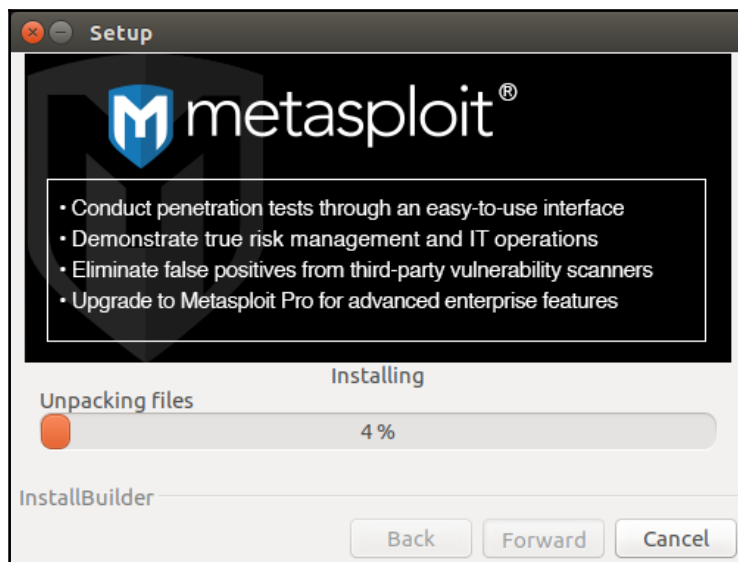 Setup
metasploit®
• Conduct penetration tests through an easy-to-use interface
• Demonstrate true risk management and IT operations
• Eliminate false positives from third-party vulnerability scanners
• Upgrade to Metasploit Pro for advanced enterprise features
Installing
Unpacking files
4 %
InstallBuilder
Back Forward Cancel